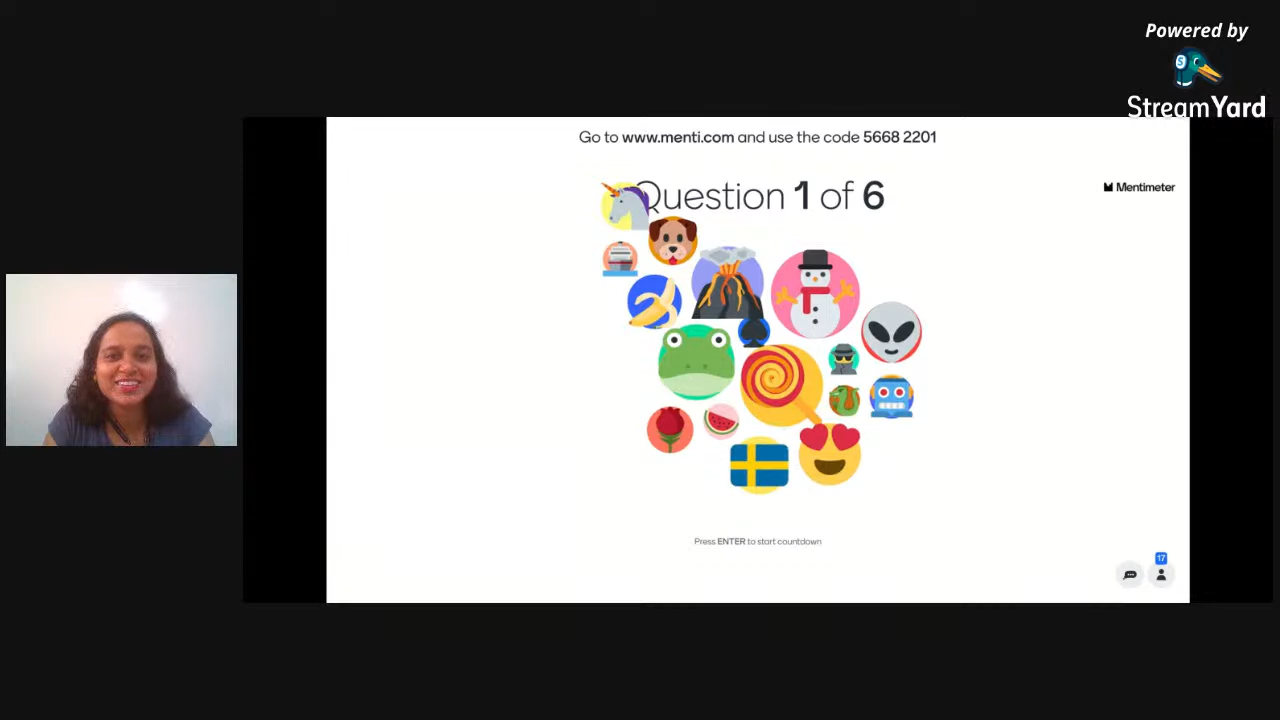 Powered by
StreamYard
Go to www.menti.com and use the code 5668 2201
Question 1 of 6
Mentimeter
Press ENTER to start countdown
17